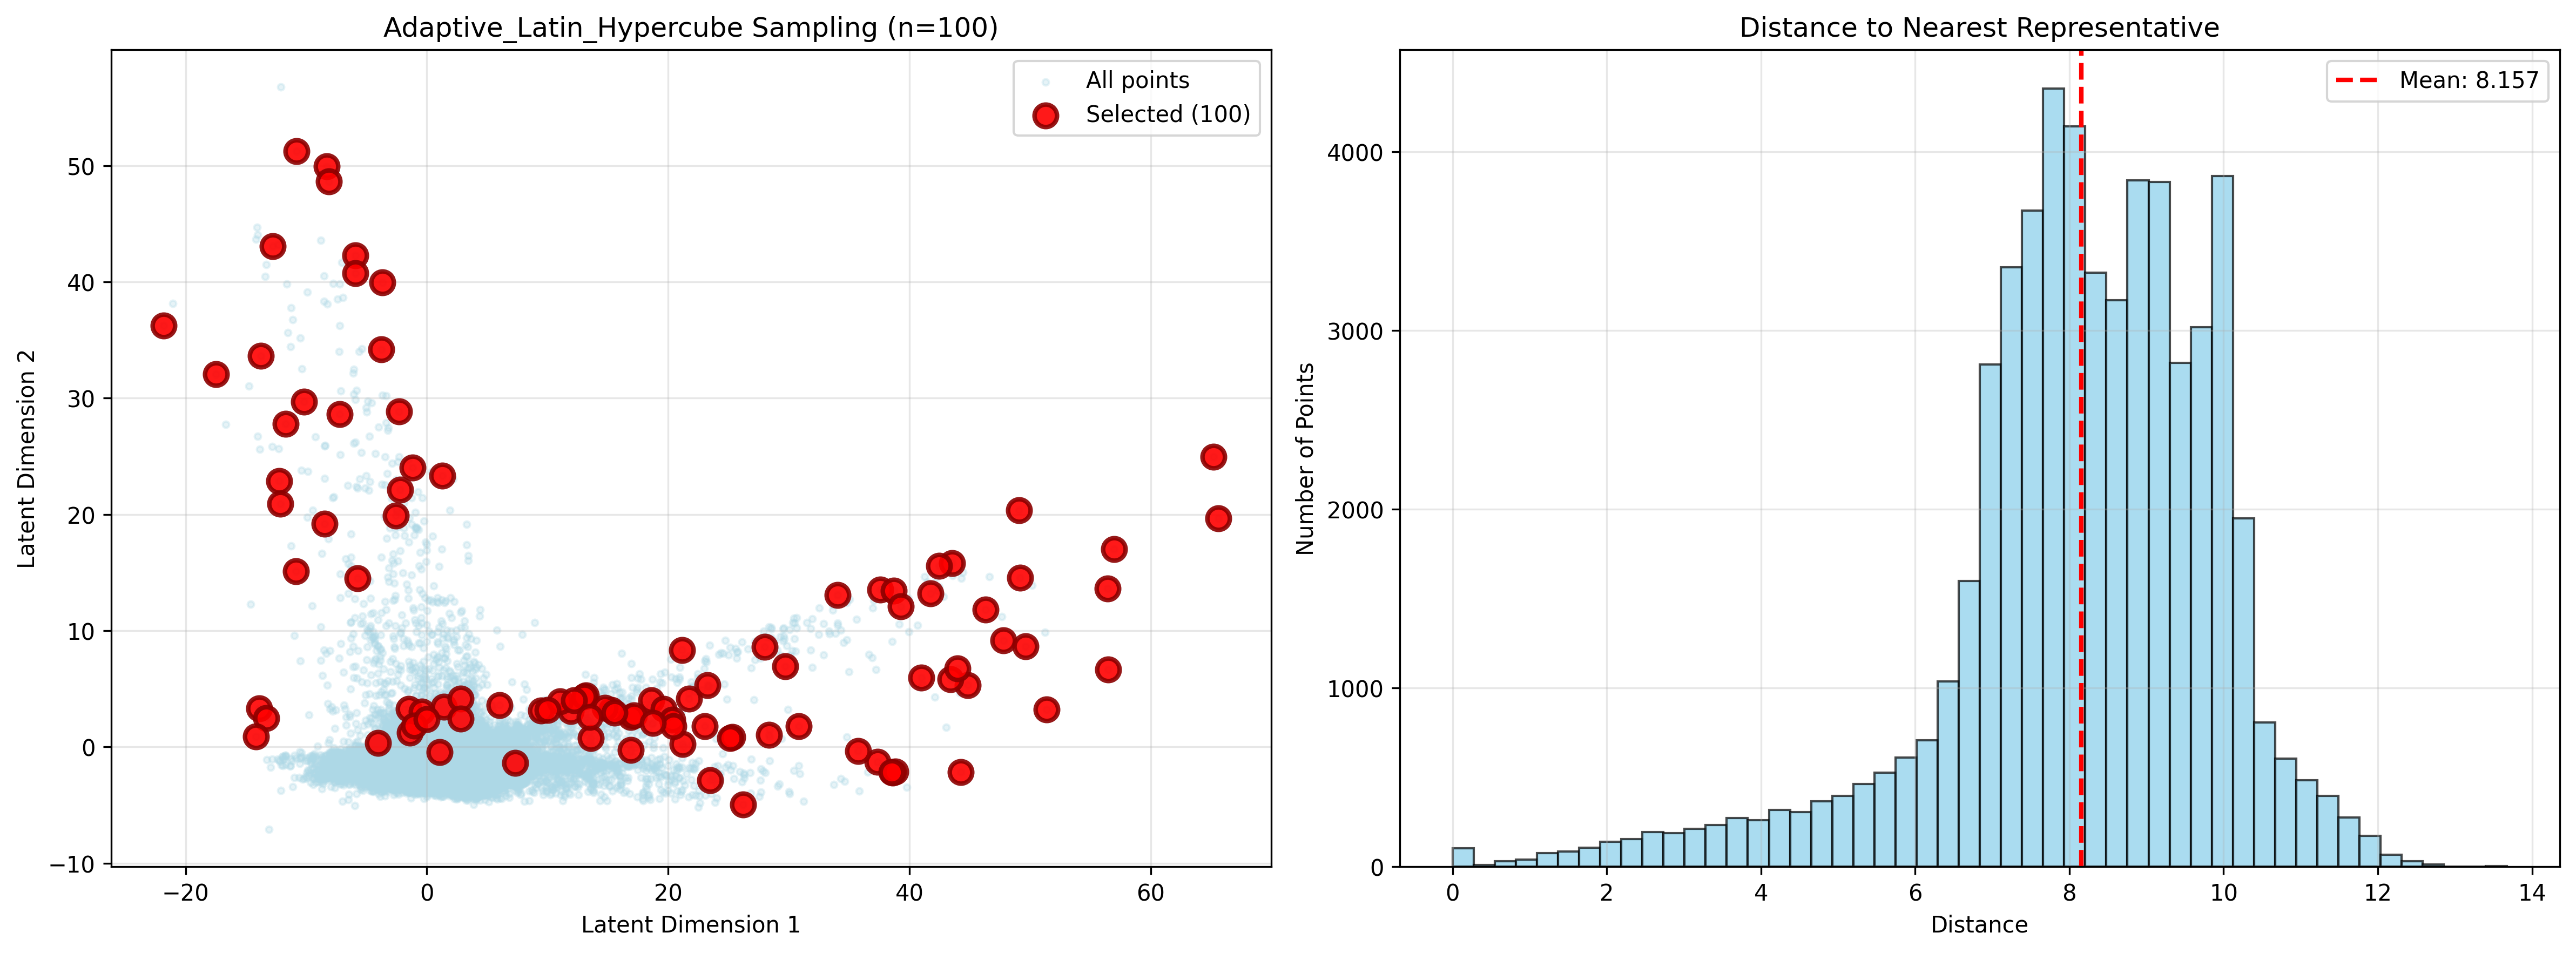 Adaptive_Latin_Hypercube Sampling (n=100)
All points
Selected (100)
50
40
30
20
10
0
−10
Latent Dimension 2
−20
0
20
40
60
Latent Dimension 1
Distance to Nearest Representative
Mean: 8.157
4000
3000
2000
1000
0
Number of Points
0
2
4
6
8
10
12
14
Distance